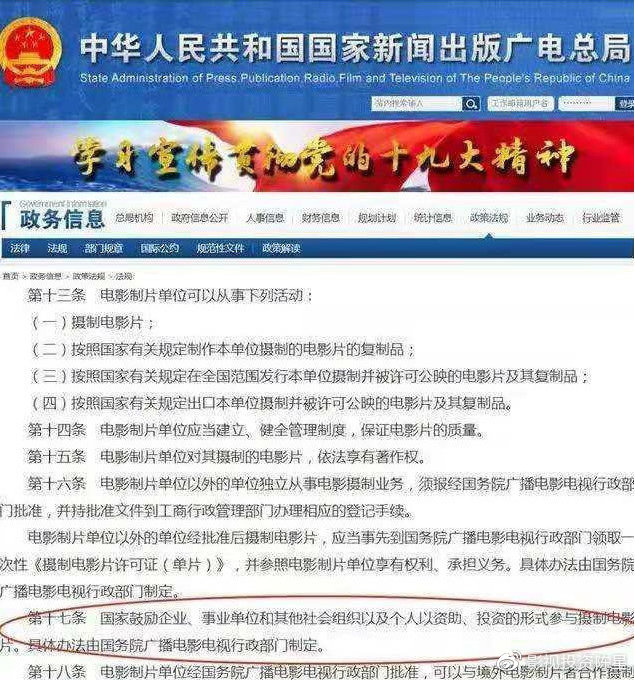 中华人民共和国国家新闻出版广电总局
State Administration of Press,Publication,Radio,Film and Television of The People's Republic of China
站内搜索输入 工作邮箱用户名 ········ 登录
学习宣传贯彻党的十九大精神
Government Information
政务信息 总局机构 政府信息公开 人事信息 财务信息 规划计划 统计信息 政策法规 业务动态 行业监管
法律 法规 部门规章 国际公约 规范性文件 政策解读
首页 > 政务信息 > 政策法规 > 法规
第十三条 电影制片单位可以从事下列活动：
（一）摄制电影片；
（二）按照国家有关规定制作本单位摄制的电影片的复制品；
（三）按照国家有关规定在全国范围发行本单位摄制并被许可公映的电影片及其复制品；
（四）按照国家有关规定出口本单位摄制并被许可公映的电影片及其复制品。
第十四条 电影制片单位应当建立、健全管理制度，保证电影片的质量。
第十五条 电影制片单位对其摄制的电影片，依法享有著作权。
第十六条 电影制片单位以外的单位独立从事电影摄制业务，须报经国务院广播电影电视行政部
门批准，并持批准文件到工商行政管理部门办理相应的登记手续。
电影制片单位以外的单位经批准后摄制电影片，应当事先到国务院广播电影电视行政部门领取一
次性《摄制电影片许可证（单片）》，并参照电影制片单位享有权利、承担义务。具体办法由国务院
广播电影电视行政部门制定。
第十七条 国家鼓励企业、事业单位和其他社会组织以及个人以资助、投资的形式参与摄制电影
片。具体办法由国务院广播电影电视行政部门制定。
第十八条 电影制片单位经国务院广播电影电视行政部门批准，可以与境外电影制片者合作摄制
影视投资陈星